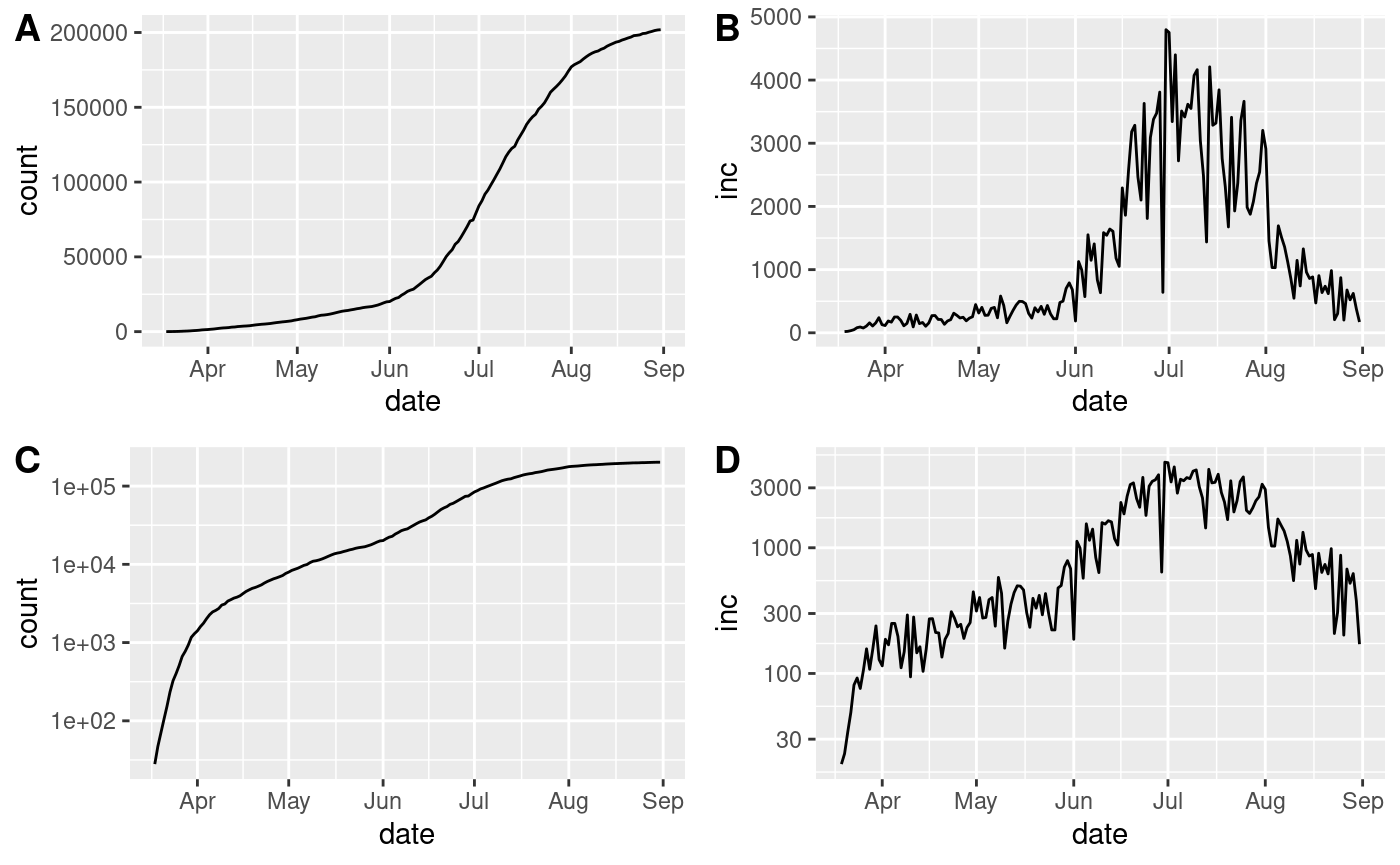 A
200000
150000
100000
50000
0
count
Apr May Jun Jul Aug Sep
date
B
5000
4000
3000
2000
1000
0
inc
Apr May Jun Jul Aug Sep
date
C
1e+05
1e+04
1e+03
1e+02
count
Apr May Jun Jul Aug Sep
date
D
3000
1000
300
100
30
inc
Apr May Jun Jul Aug Sep
date